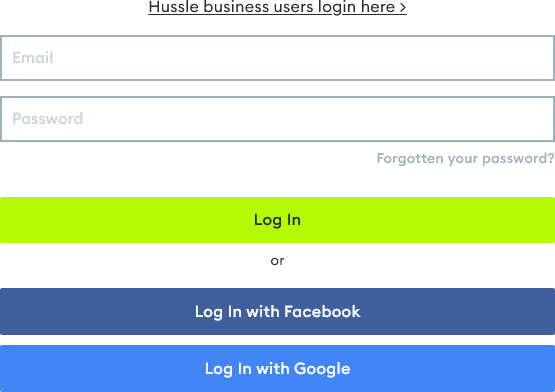 Hussle business users login here >
Email
Password
Forgotten your password?
Log In
or
Log In with Facebook
Log In with Google